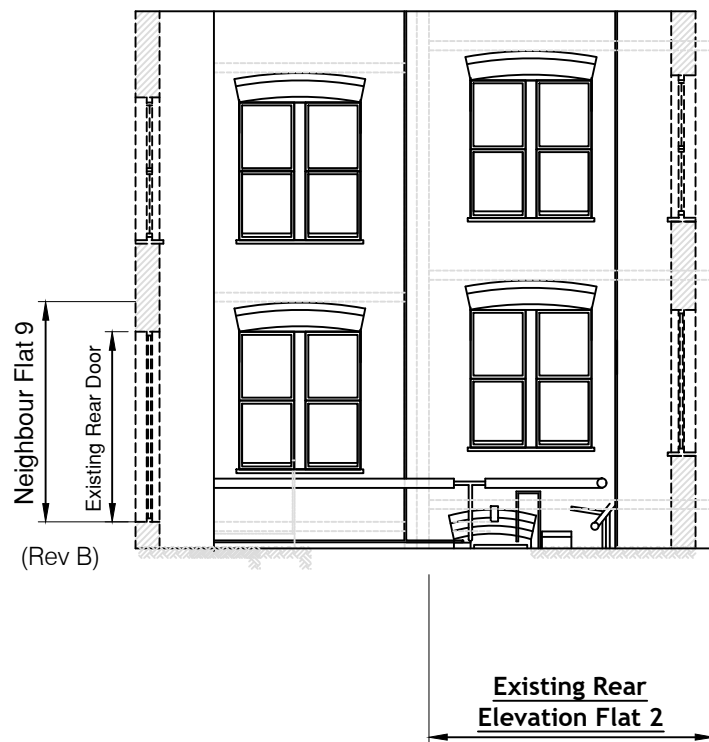 Neighbour Flat 9
Existing Rear Door
(Rev B)
Existing Rear
Elevation Flat 2